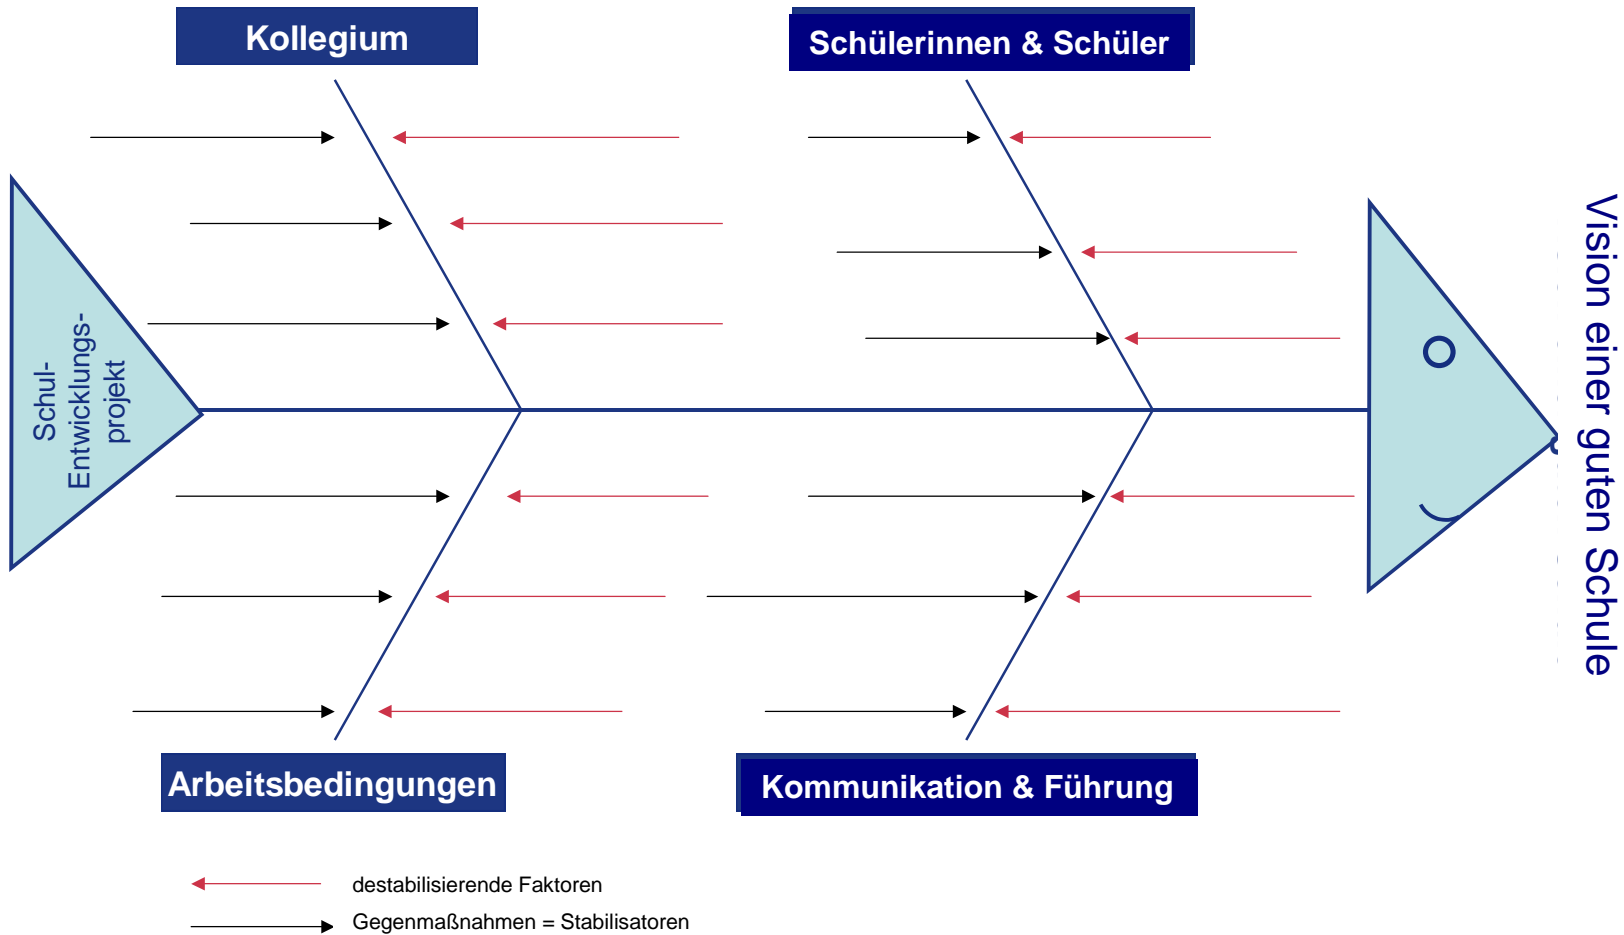 Kollegium
Schülerinnen & Schüler
Schul-
Entwicklungs-
projekt
Vision einer guten Schule
Arbeitsbedingungen
Kommunikation & Führung
destabilisierende Faktoren
Gegenmaßnahmen = Stabilisatoren